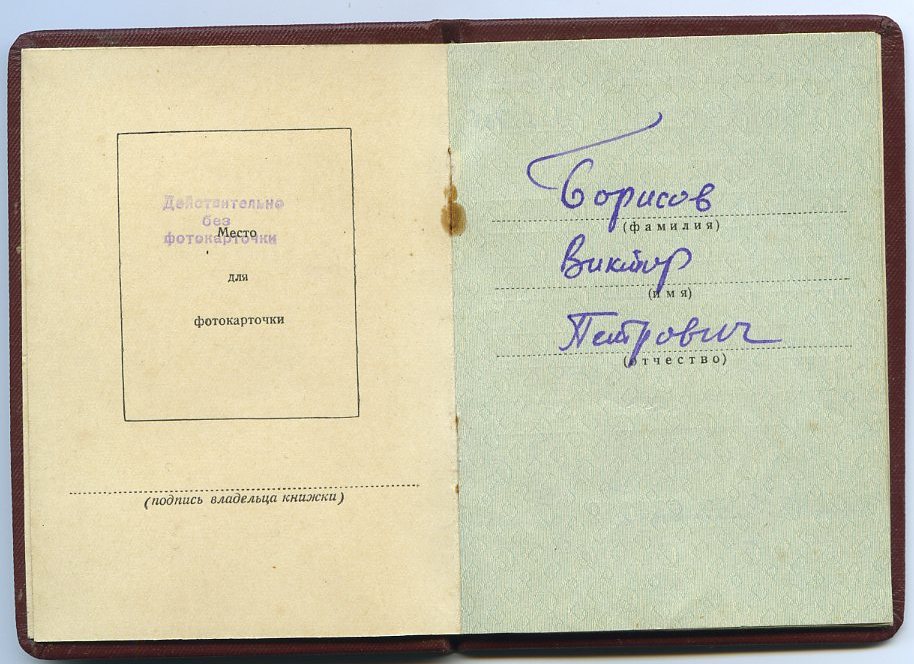 Действительно
без
фотокарточки
Место
для
фотокарточки
(подпись владельца книжки)
Борисов
(фамилия)
Виктор
(имя)
Петрович
(отчество)